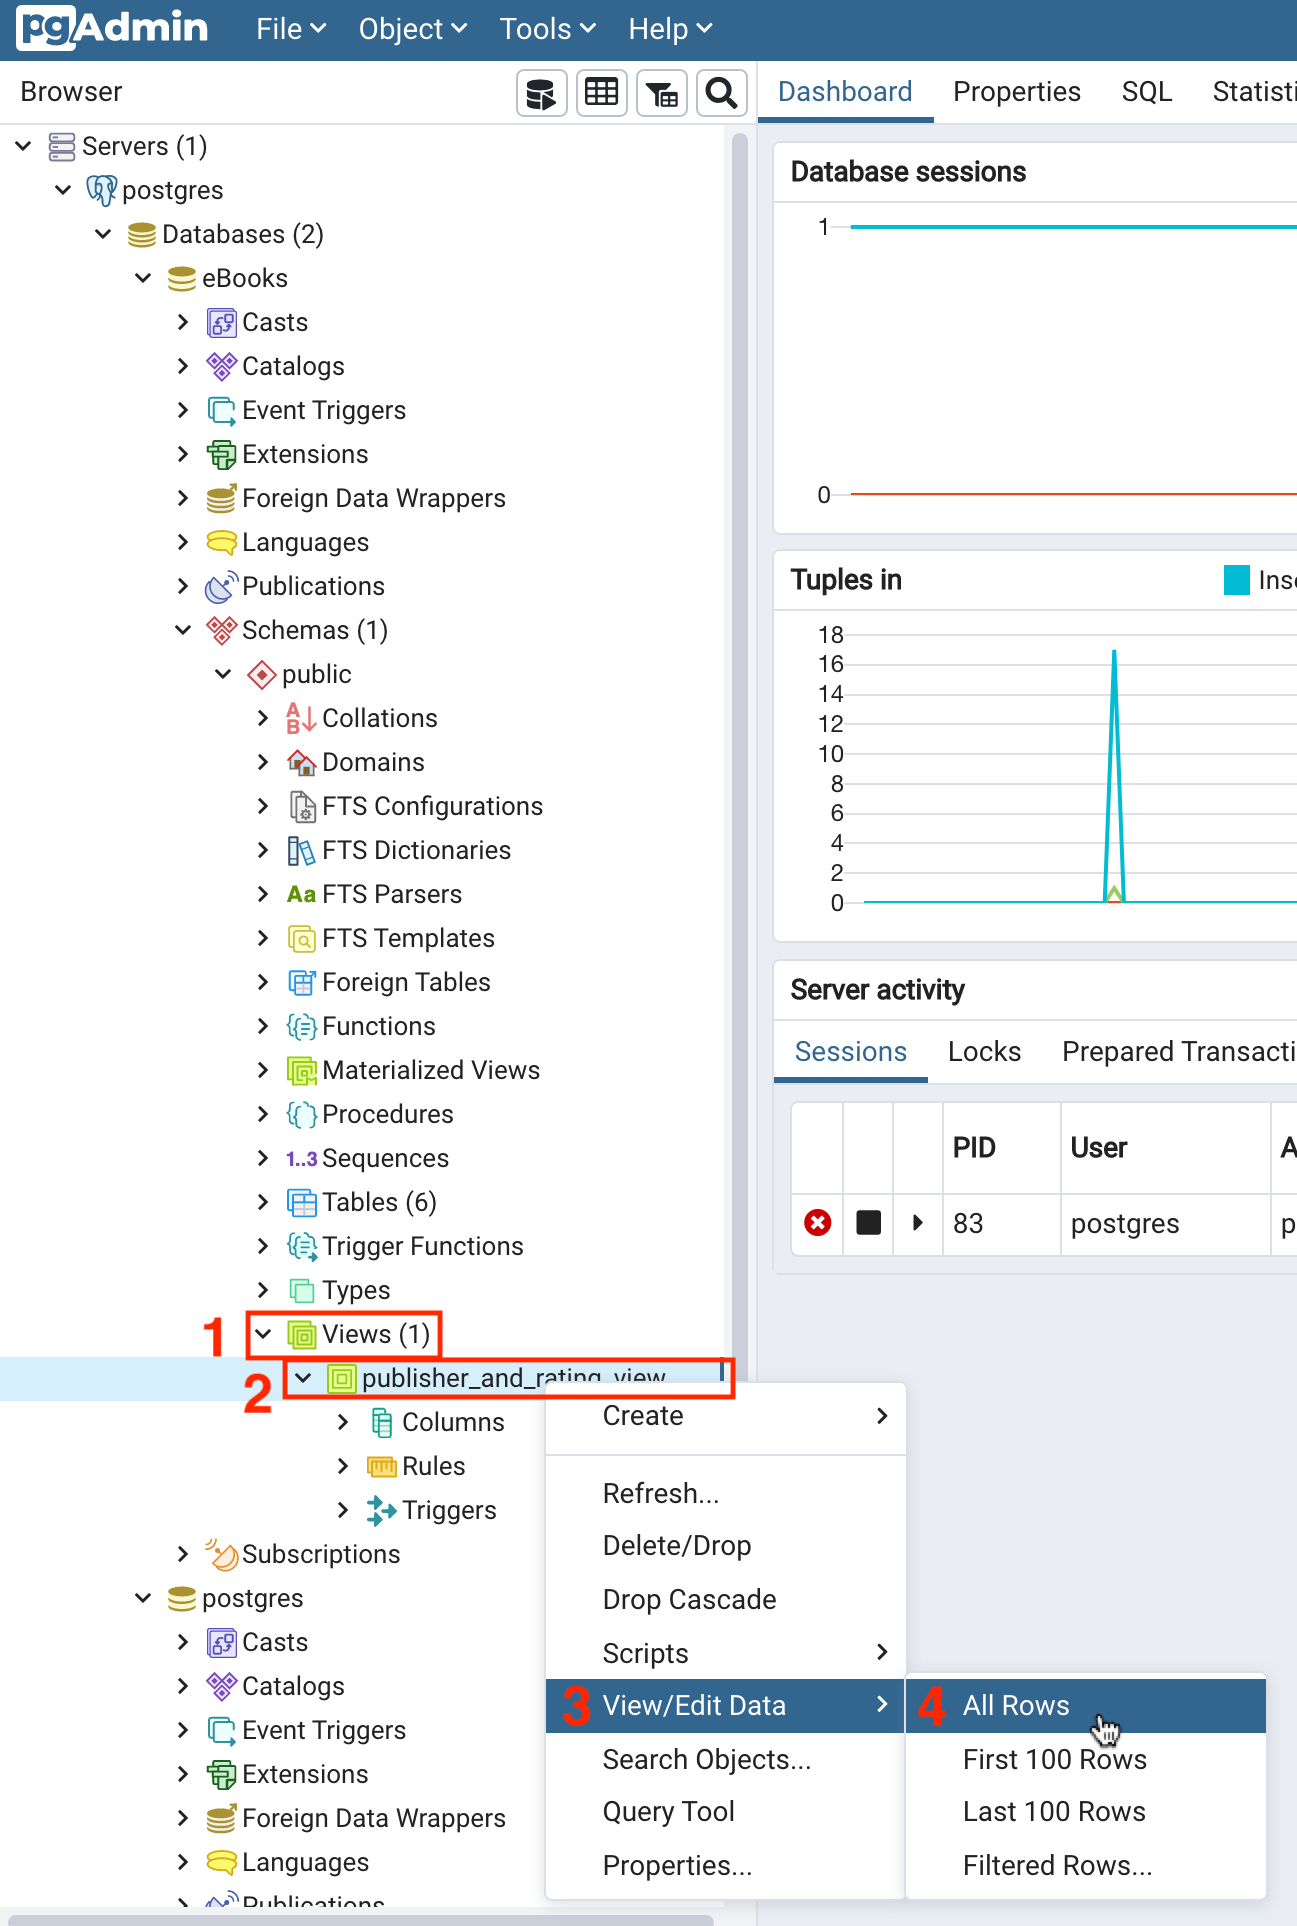 pgAdmin File Object Tools Help
Browser
Dashboard Properties SQL Statisti
Servers (1)
postgres
Databases (2)
eBooks
Casts
Catalogs
Event Triggers
Extensions
Foreign Data Wrappers
Languages
Publications
Schemas (1)
public
A B Collations
Domains
FTS Configurations
FTS Dictionaries
Aa FTS Parsers
FTS Templates
Foreign Tables
Functions
Materialized Views
Procedures
1..3 Sequences
Tables (6)
Trigger Functions
Types
1 Views (1)
2 publisher_and_rating_view
Columns
Rules
Triggers
Subscriptions
postgres
Casts
Catalogs
Event Triggers
Extensions
Foreign Data Wrappers
Languages
Publications
Create
Refresh...
Delete/Drop
Drop Cascade
Scripts
3 View/Edit Data
Search Objects...
Query Tool
Properties...
4 All Rows
First 100 Rows
Last 100 Rows
Filtered Rows...
Database sessions
1
0
Tuples in
Inse
18
16
14
12
10
8
6
4
2
0
Server activity
Sessions Locks Prepared Transacti
PID User A
83 postgres p